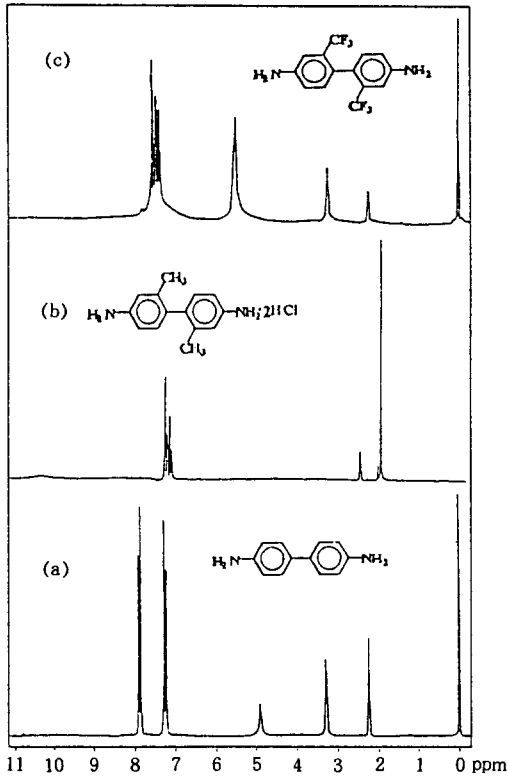 (c)
CF₃
H₂N
NH₂
CF₃
(b)
CH₃
H₂N
NH₂·2HCl
CH₃
(a)
H₂N
NH₂
11 10 9 8 7 6 5 4 3 2 1 0 ppm